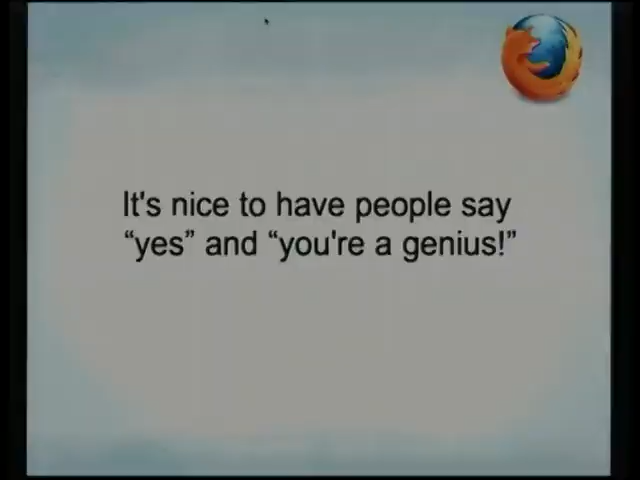 It's nice to have people say
“yes” and “you're a genius!”